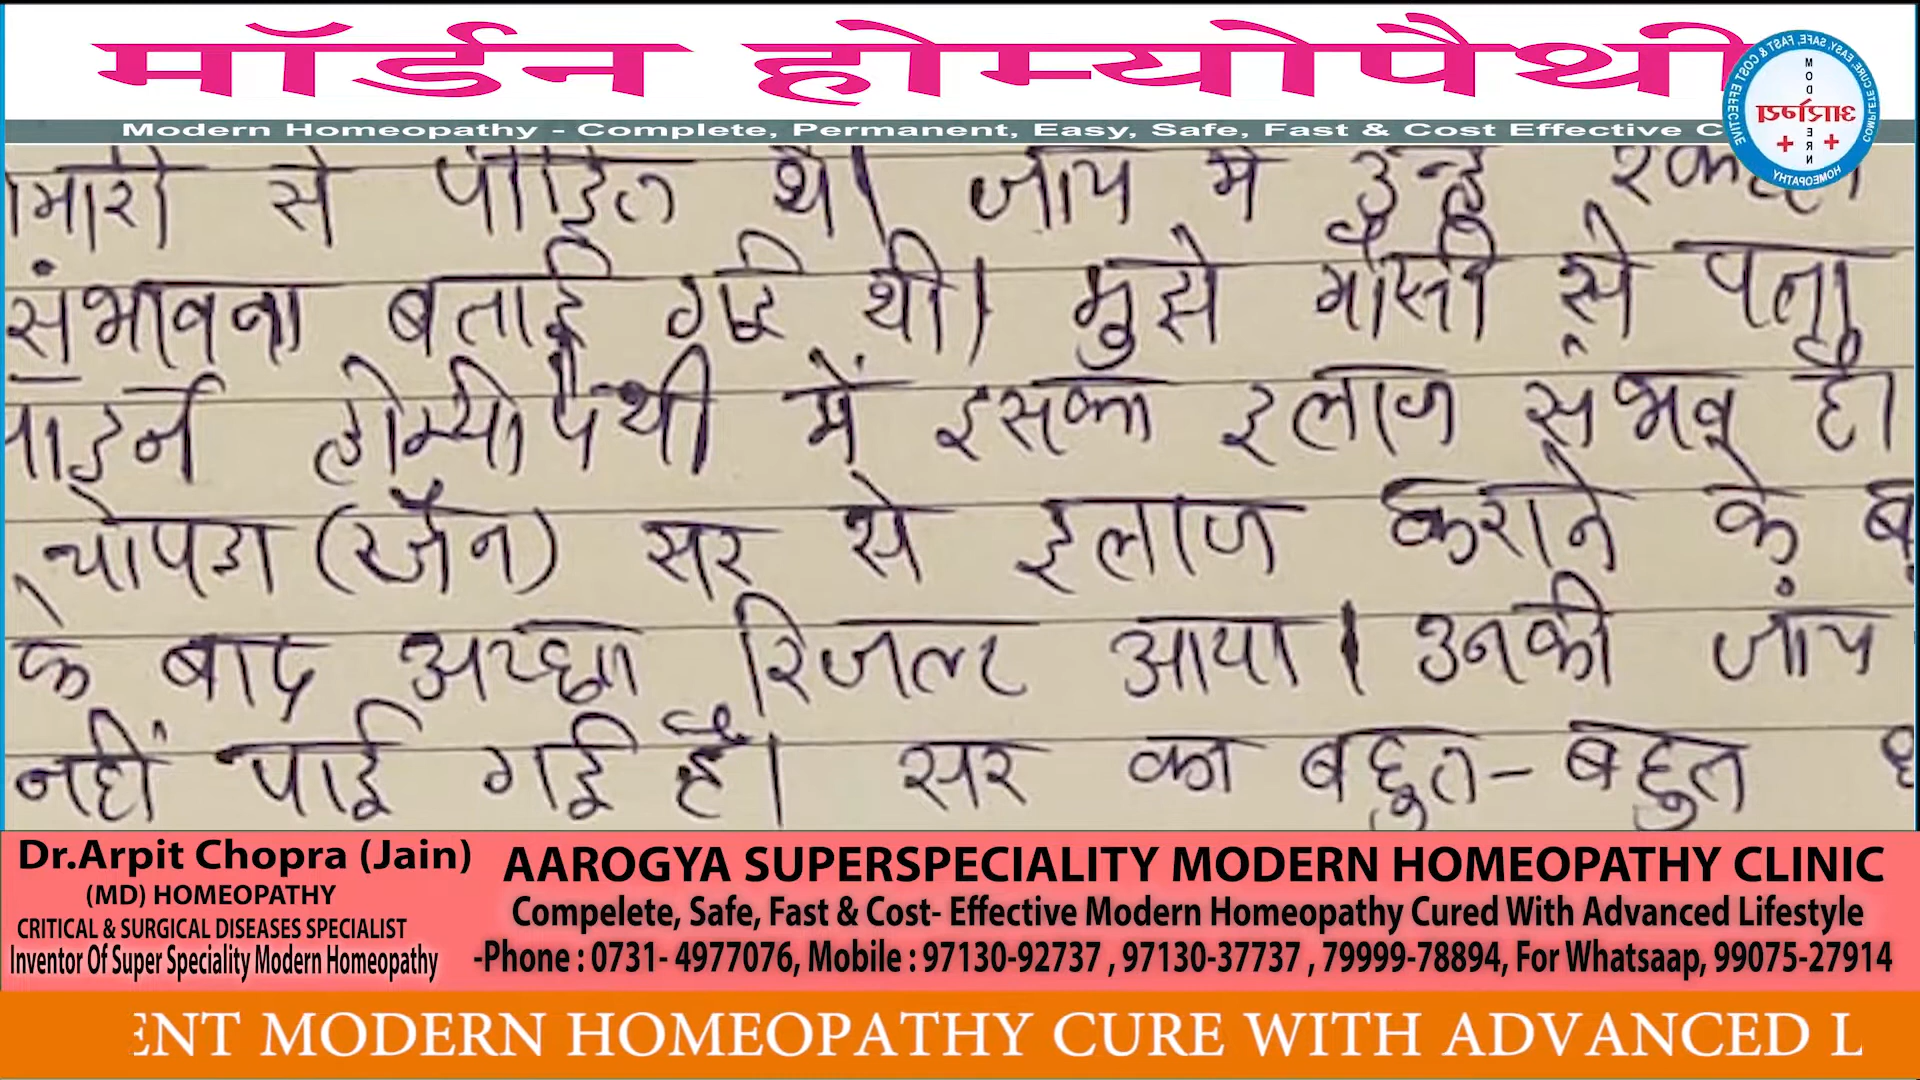 मॉर्डन होम्योपैथी
Modern Homeopathy - Complete, Permanent, Easy, Safe, Fast & Cost Effective C
से पीडित थे। जाय मे उन्हे
संभावना बताई गई थी। मुझे से पता
होम्योपैथी में इसका इलाज संभव है।
चोपडा (जैन) सर से इलाज कराने के
के बाद अच्छा रिजल्ट आया। उनकी जांच
नहीं पाई गई है। सर का बहुत-बहुत
Dr.Arpit Chopra (Jain)
(MD) HOMEOPATHY
CRITICAL & SURGICAL DISEASES SPECIALIST
Inventor Of Super Speciality Modern Homeopathy
AAROGYA SUPERSPECIALITY MODERN HOMEOPATHY CLINIC
Compelete, Safe, Fast & Cost- Effective Modern Homeopathy Cured With Advanced Lifestyle
-Phone : 0731- 4977076, Mobile : 97130-92737 , 97130-37737 , 79999-78894, For Whatsaap, 99075-27914
ENT MODERN HOMEOPATHY CURE WITH ADVANCED L